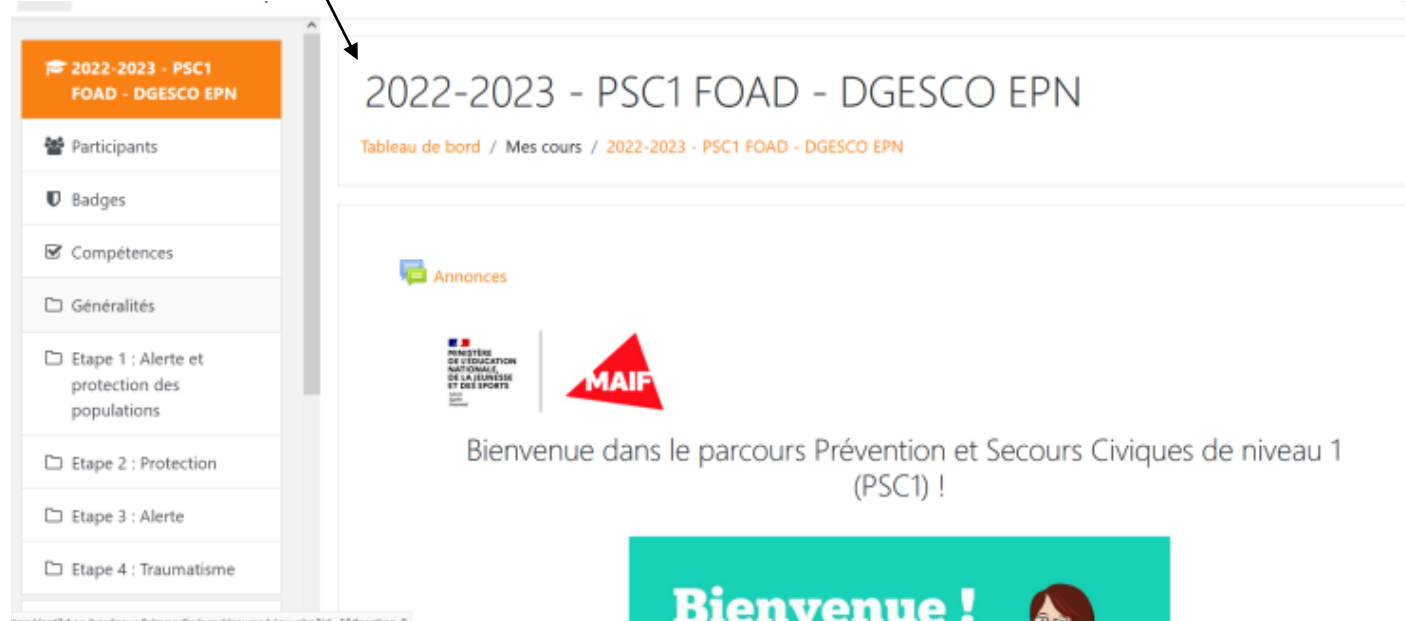 2022-2023 - PSC1
FOAD - DGESCO EPN
Participants
Badges
Compétences
Généralités
Etape 1 : Alerte et
protection des
populations
Etape 2 : Protection
Etape 3 : Alerte
Etape 4 : Traumatisme
2022-2023 - PSC1 FOAD - DGESCO EPN
Tableau de bord / Mes cours / 2022-2023 - PSC1 FOAD - DGESCO EPN
Annonces
MINISTÈRE
DE L'ÉDUCATION
NATIONALE,
DE LA JEUNESSE
ET DES SPORTS
MAIF
Bienvenue dans le parcours Prévention et Secours Civiques de niveau 1
(PSC1) !
Bienvenue !